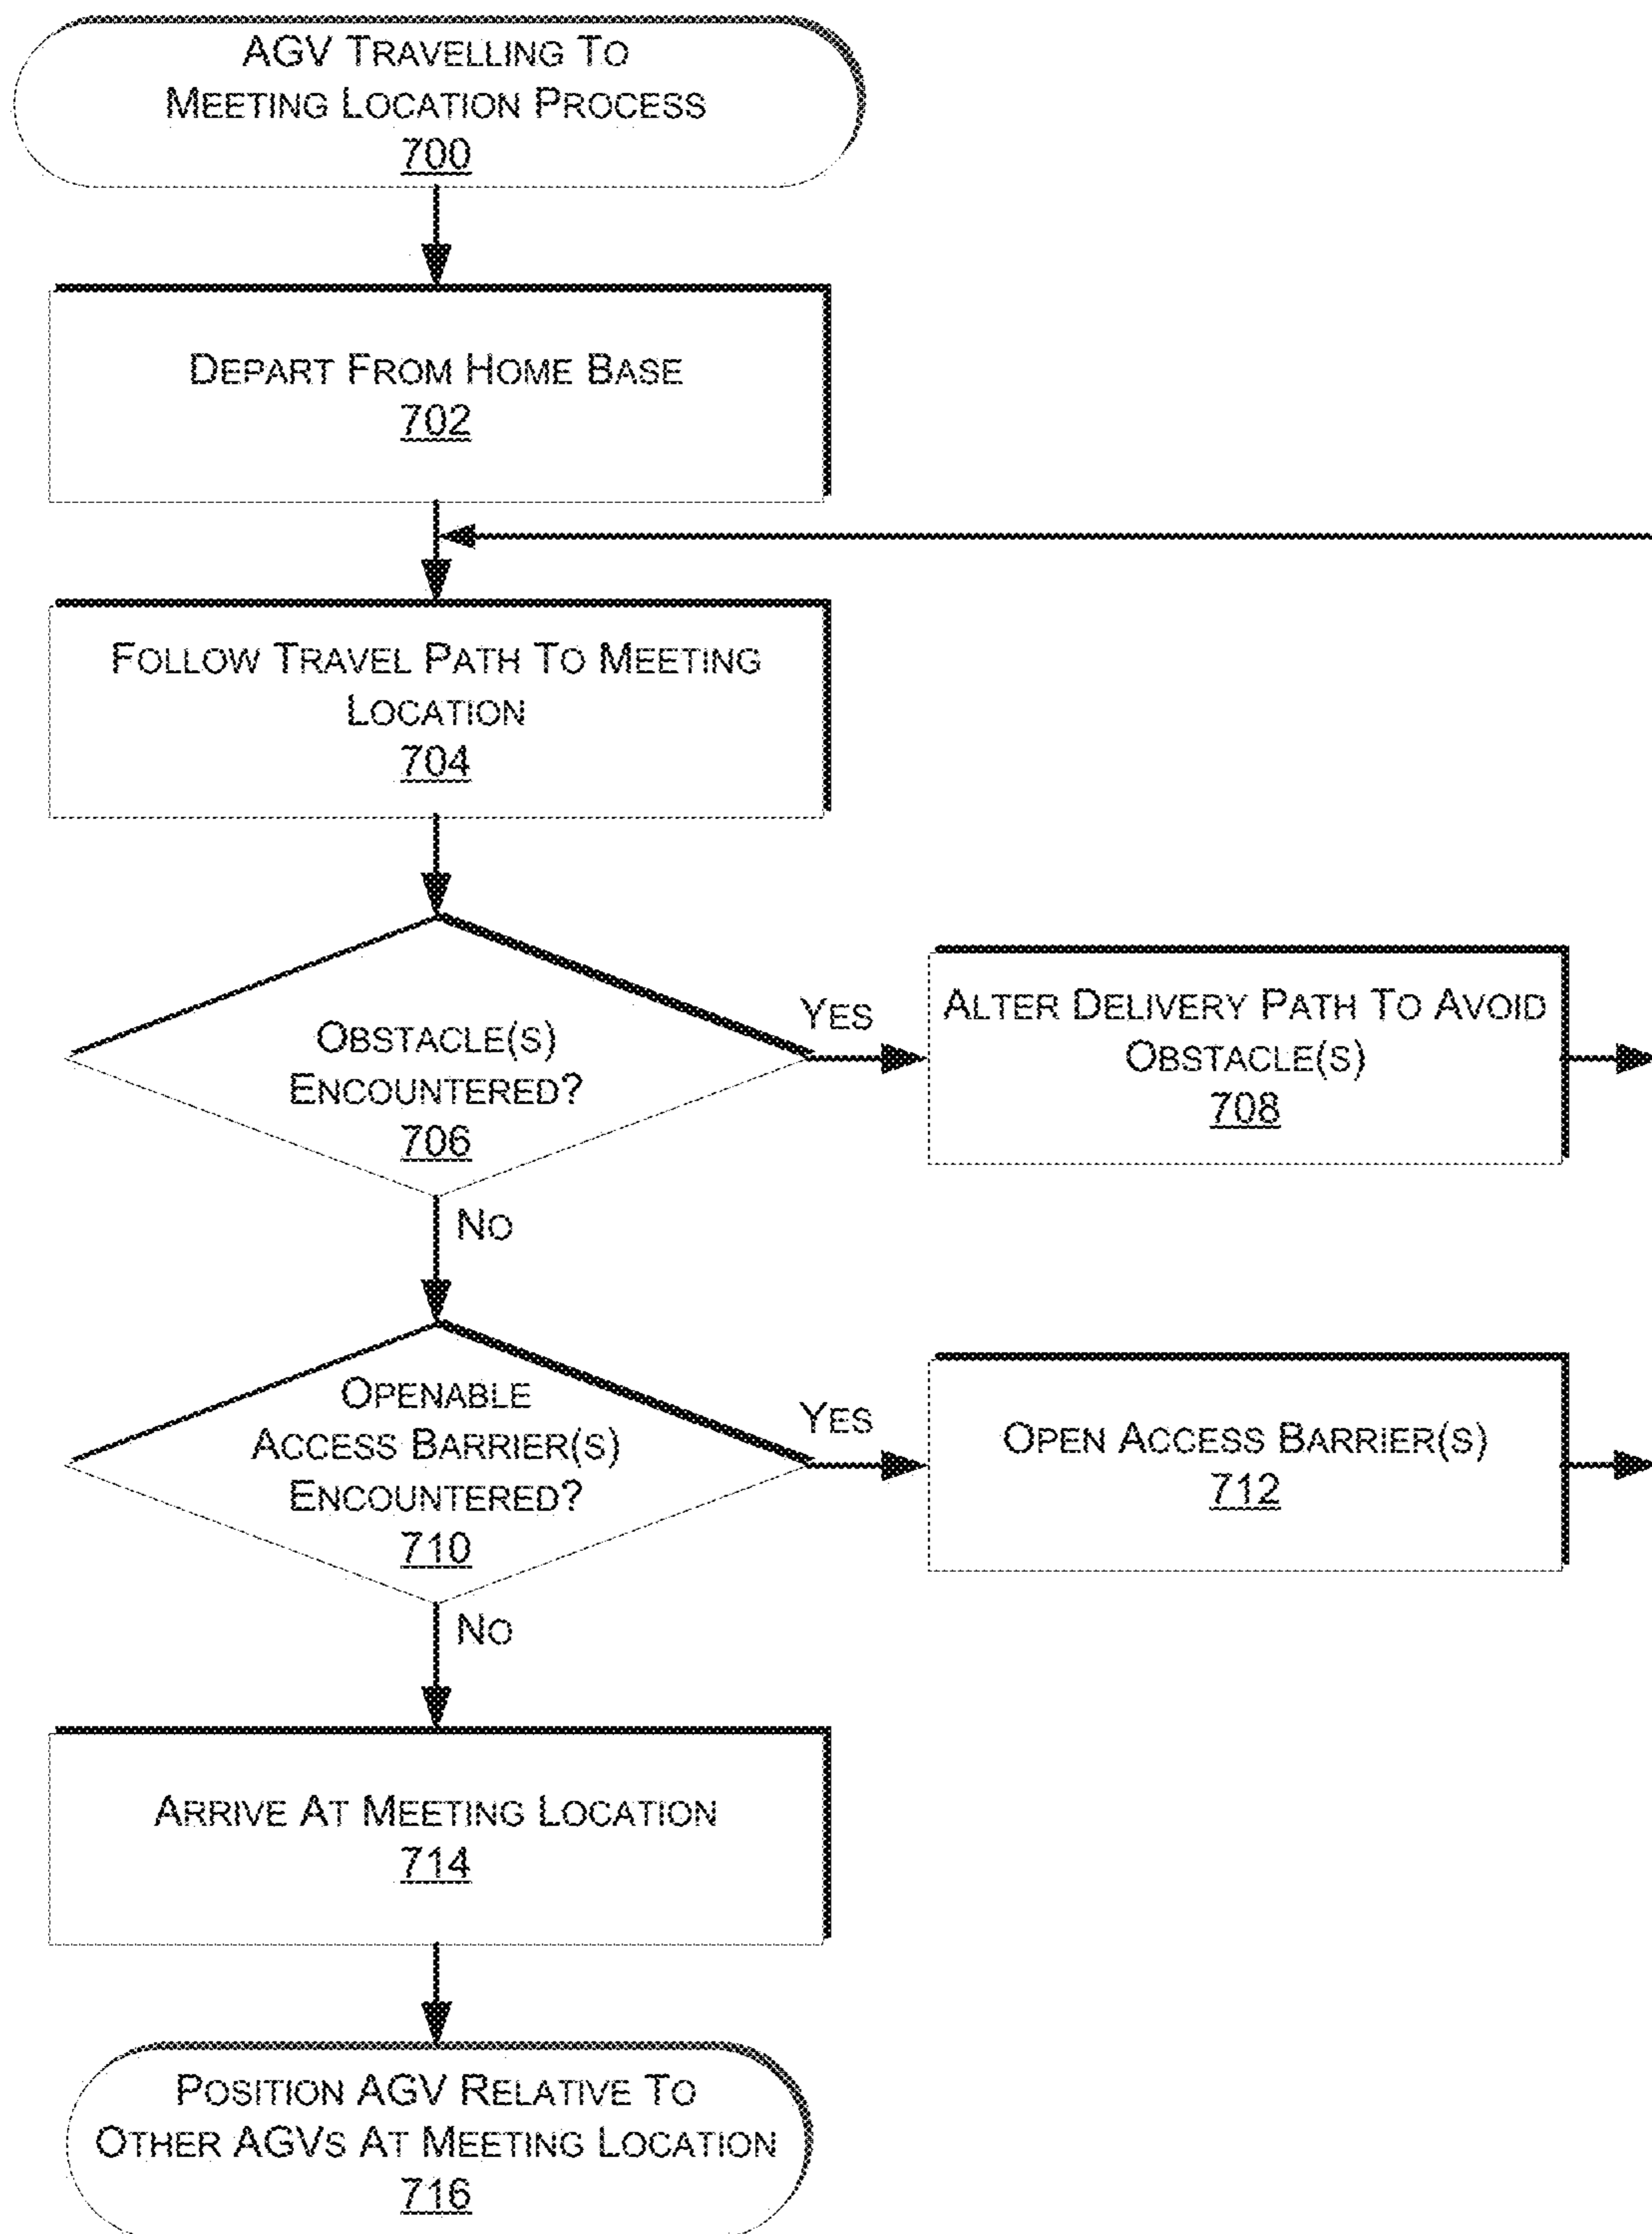 AGV TRAVELLING TO
MEETING LOCATION PROCESS
700
DEPART FROM HOME BASE
702
FOLLOW TRAVEL PATH TO MEETING
LOCATION
704
OBSTACLE(S)
ENCOUNTERED?
706
YES
ALTER DELIVERY PATH TO AVOID
OBSTACLE(S)
708
NO
OPENABLE
ACCESS BARRIER(S)
ENCOUNTERED?
710
YES
OPEN ACCESS BARRIER(S)
712
NO
ARRIVE AT MEETING LOCATION
714
POSITION AGV RELATIVE TO
OTHER AGVS AT MEETING LOCATION
716